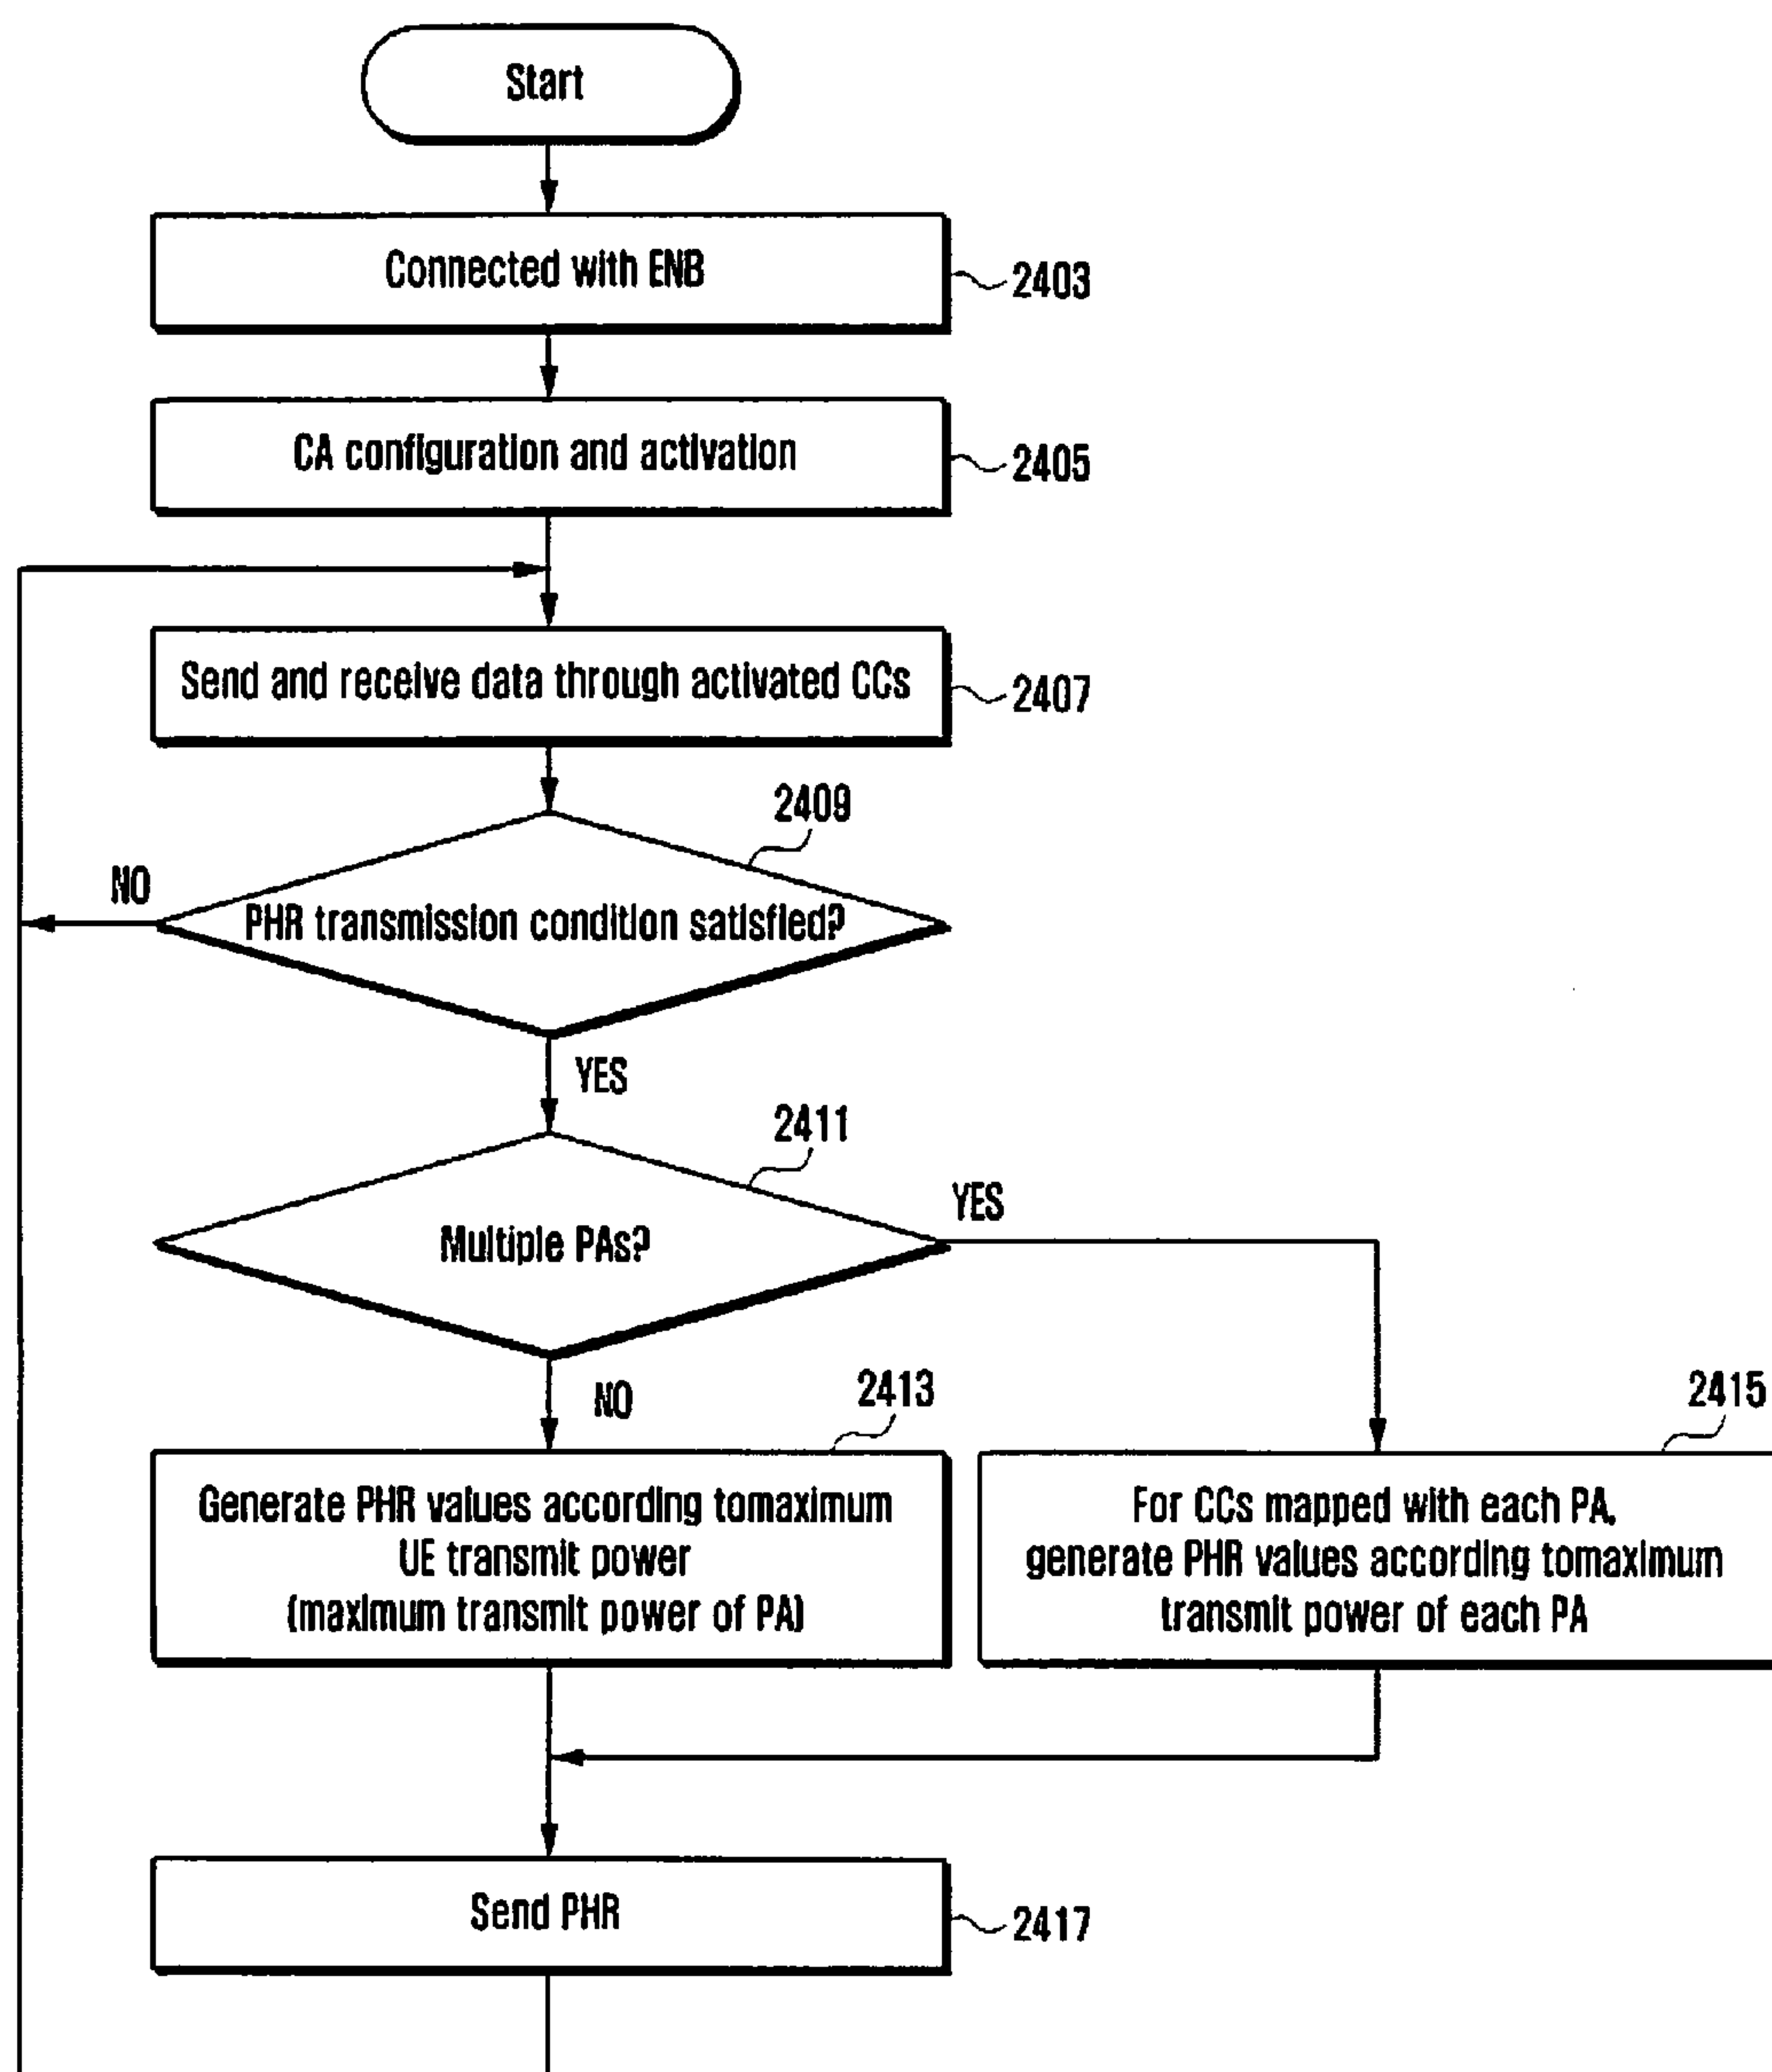 Start
Connected with ENB
2403
CA configuration and activation
2405
Send and receive data through activated CCs
2407
2409
NO
PHR transmission condition satisfied?
YES
2411
YES
Multiple PAs?
NO
2413
2415
Generate PHR values according tomaximum
UE transmit power
(maximum transmit power of PA)
For CCs mapped with each PA,
generate PHR values according tomaximum
transmit power of each PA
Send PHR
2417